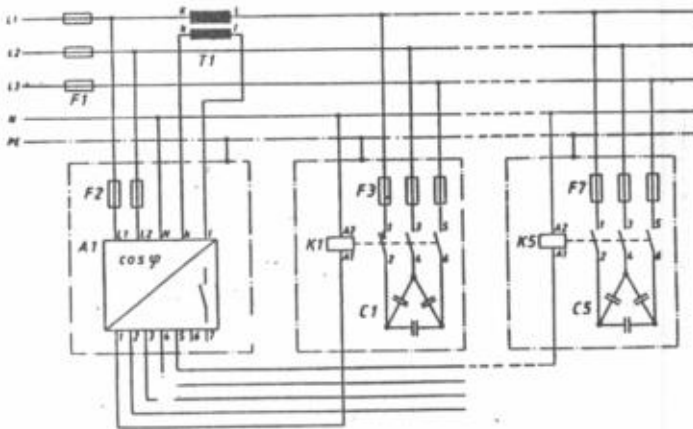 L1
K L
k l
T1
L2
L3
F1
N
PE
F2
F3
F7
L1 L2 N k l
A1
cos φ
1 2 3 4 5 6 7
K1
A2
A1
1 3 5
2 4 6
C1
K5
A2
A1
1 3 5
2 4 6
C5